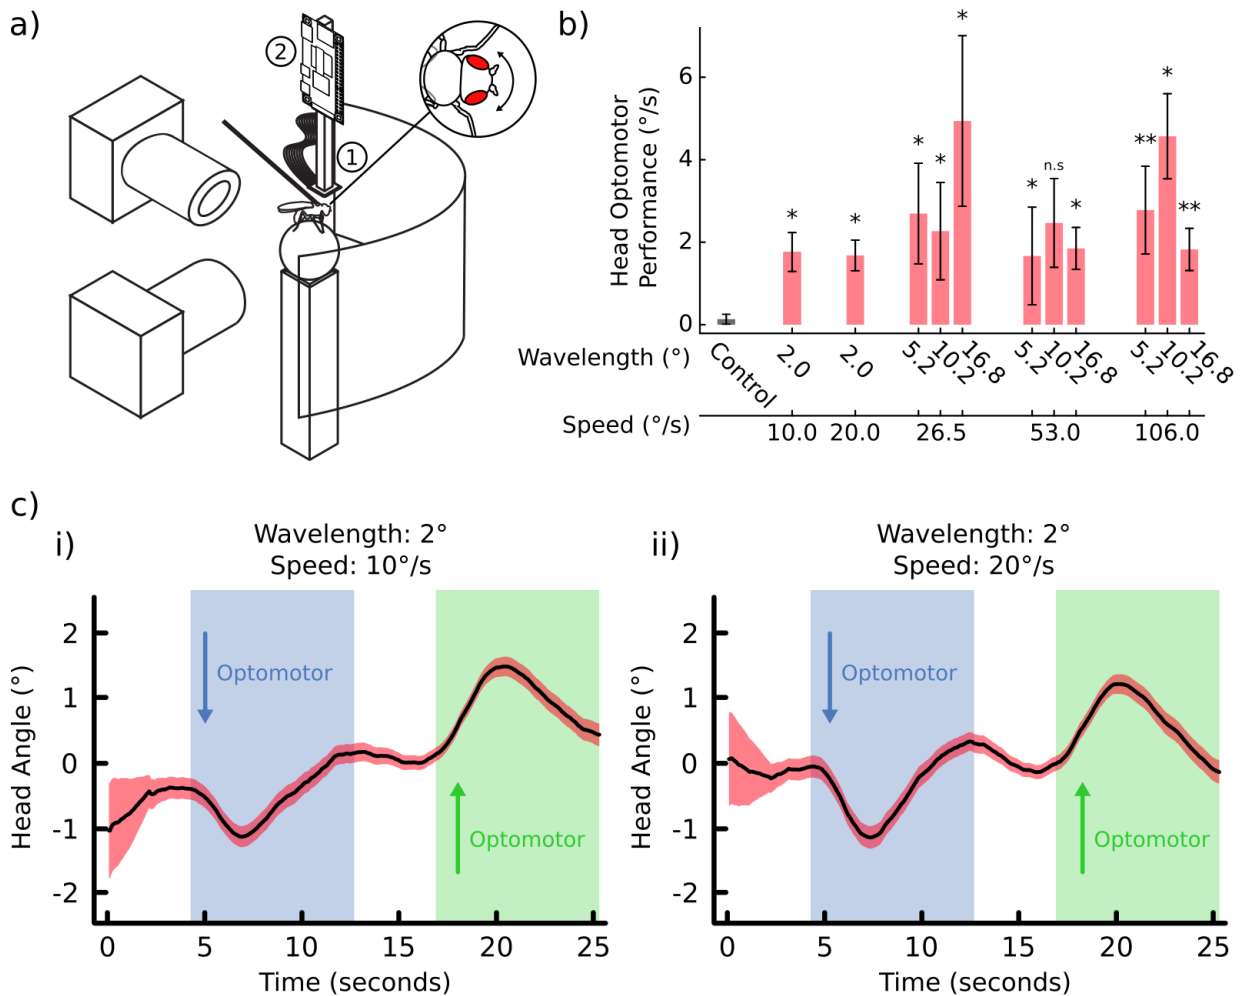 a)
2
1
b)
Head Optomotor
Performance (°/s)
6
4
2
0
*
*
*
*
*
*
n.s
*
**
*
**
Wavelength (°)
Control
2.0
2.0
5.2
10.2
16.8
5.2
10.2
16.8
5.2
10.2
16.8
Speed (°/s)
10.0
20.0
26.5
53.0
106.0
c)
i)
Wavelength: 2°
Speed: 10°/s
Head Angle (°)
2
1
0
-1
-2
Optomotor
Optomotor
0
5
10
15
20
25
Time (seconds)
ii)
Wavelength: 2°
Speed: 20°/s
Head Angle (°)
2
1
0
-1
-2
Optomotor
Optomotor
0
5
10
15
20
25
Time (seconds)